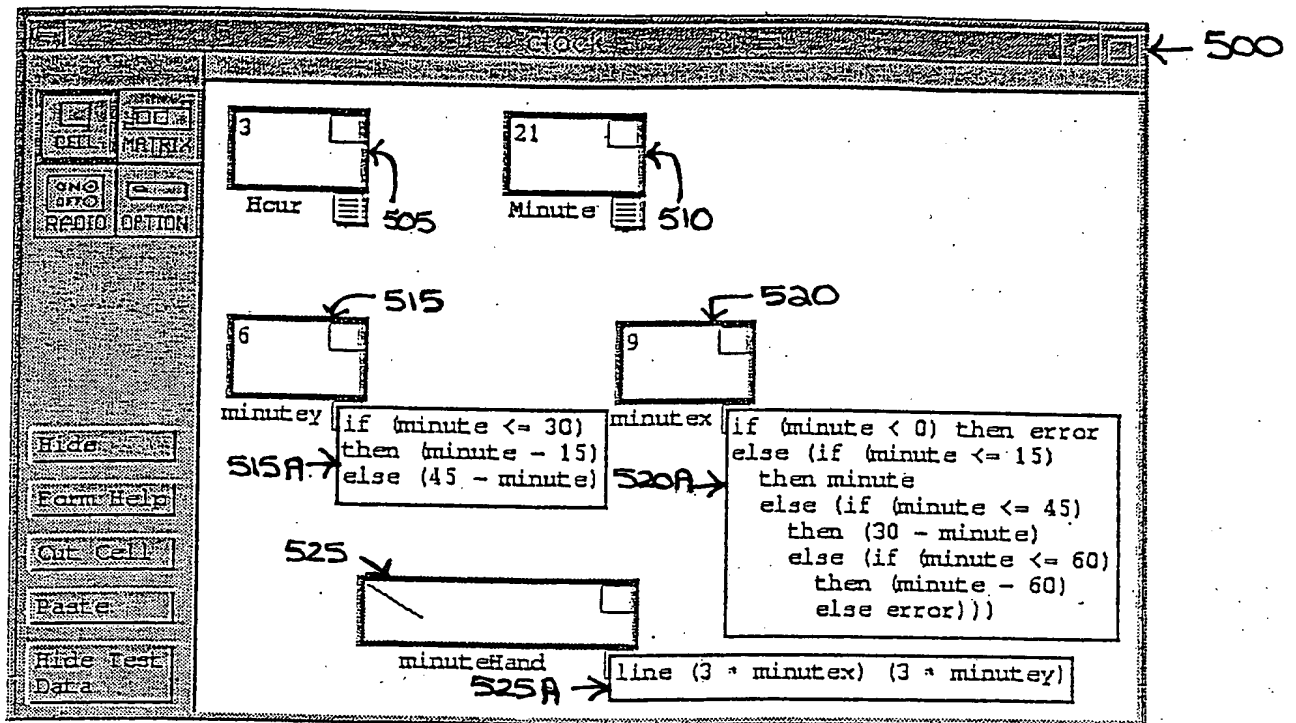 clock
500
CELL MATRIX
RADIO OPTION
3
Hour
505
21
Minute
510
515
6
minutey
515A
if (minute <= 30)
then (minute - 15)
else (45 - minute)
520
9
minutex
520A
if (minute < 0) then error
else (if (minute <= 15)
then minute
else (if (minute <= 45)
then (30 - minute)
else (if (minute <= 60)
then (minute - 60)
else error)))
525
minuteHand
525A
line (3 * minutex) (3 * minutey)
Hide
Form Help
Cut Cell
Paste
Hide Test
Data